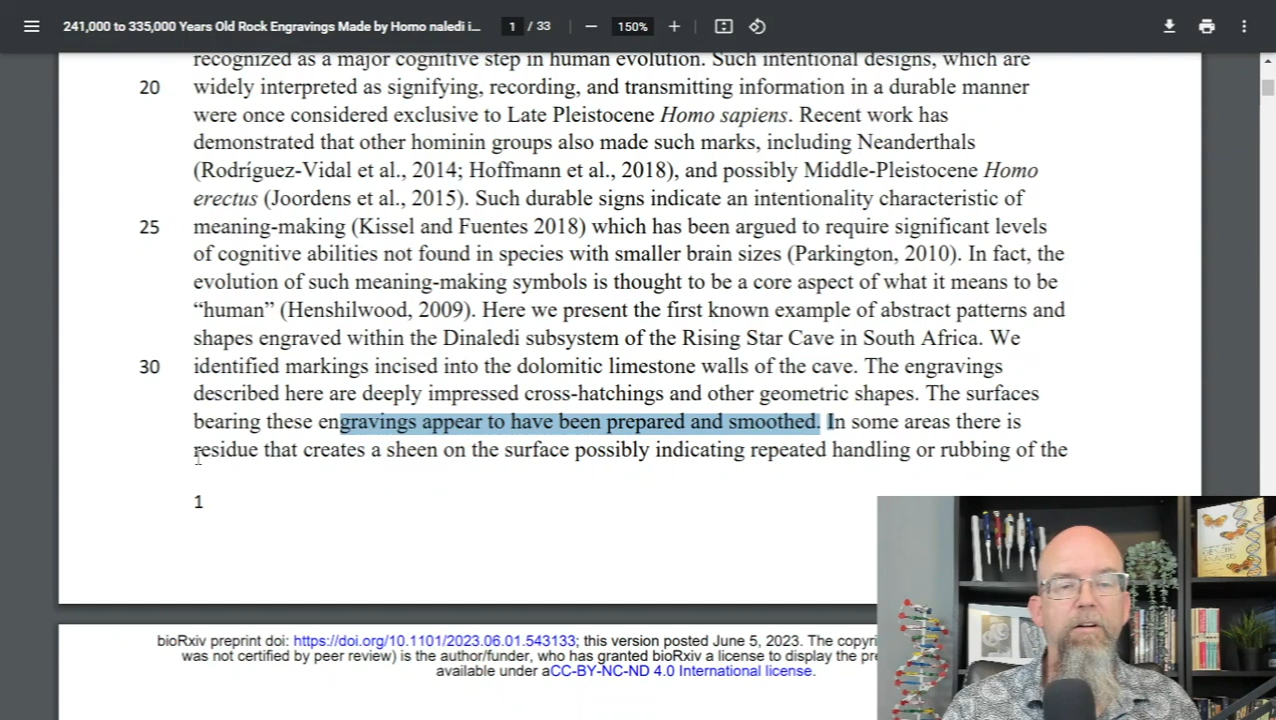 241,000 to 335,000 Years Old Rock Engravings Made by Homo naledi i...
1 / 33
150%
recognized as a major cognitive step in human evolution. Such intentional designs, which are
20 widely interpreted as signifying, recording, and transmitting information in a durable manner
were once considered exclusive to Late Pleistocene Homo sapiens. Recent work has
demonstrated that other hominin groups also made such marks, including Neanderthals
(Rodríguez-Vidal et al., 2014; Hoffmann et al., 2018), and possibly Middle-Pleistocene Homo
erectus (Joordens et al., 2015). Such durable signs indicate an intentionality characteristic of
25 meaning-making (Kissel and Fuentes 2018) which has been argued to require significant levels
of cognitive abilities not found in species with smaller brain sizes (Parkington, 2010). In fact, the
evolution of such meaning-making symbols is thought to be a core aspect of what it means to be
“human” (Henshilwood, 2009). Here we present the first known example of abstract patterns and
shapes engraved within the Dinaledi subsystem of the Rising Star Cave in South Africa. We
30 identified markings incised into the dolomitic limestone walls of the cave. The engravings
described here are deeply impressed cross-hatchings and other geometric shapes. The surfaces
bearing these engravings appear to have been prepared and smoothed. In some areas there is
residue that creates a sheen on the surface possibly indicating repeated handling or rubbing of the
1
bioRxiv preprint doi: https://doi.org/10.1101/2023.06.01.543133; this version posted June 5, 2023. The copyri
was not certified by peer review) is the author/funder, who has granted bioRxiv a license to display the pre
available under aCC-BY-NC-ND 4.0 International license.